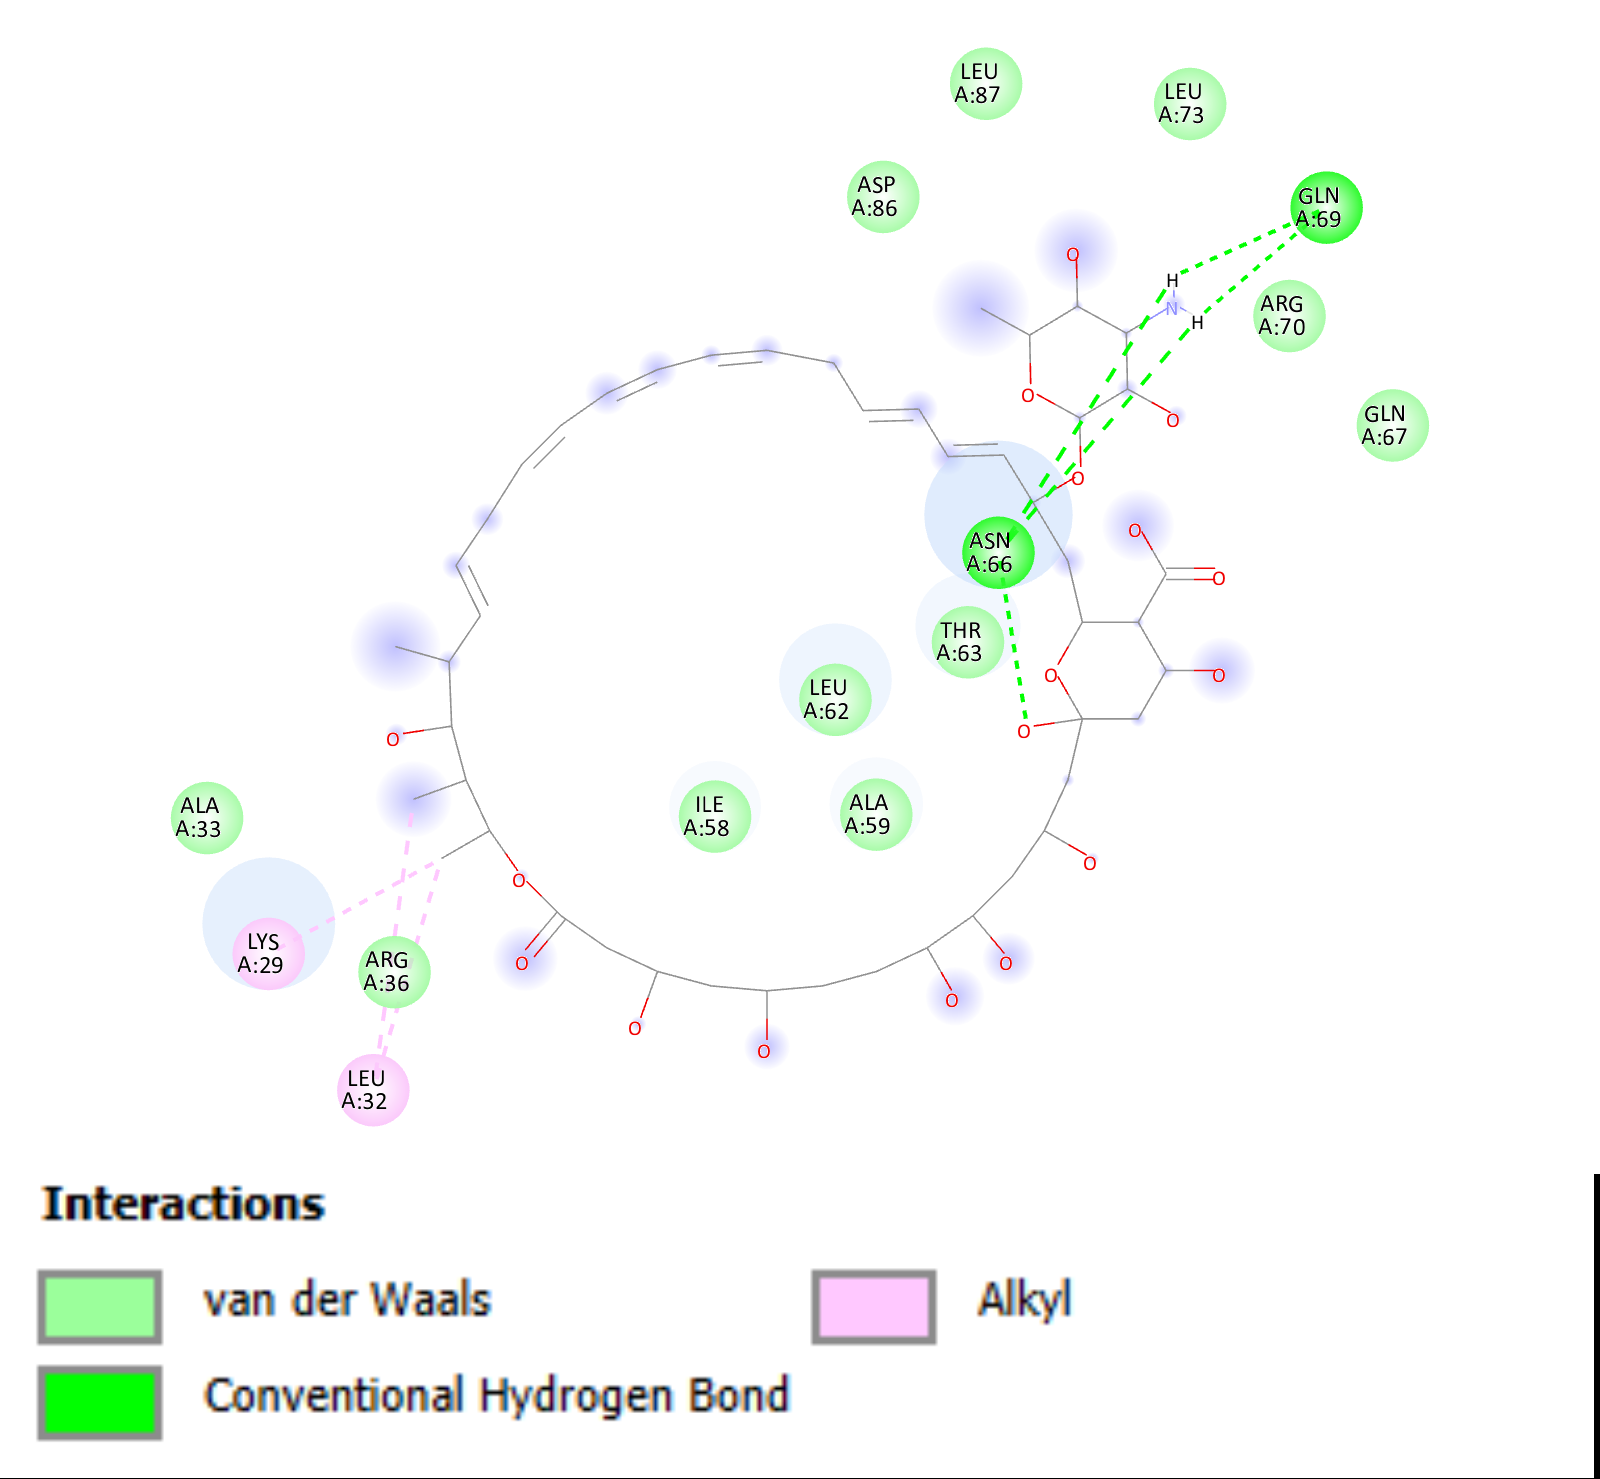 LEU
A:87
LEU
A:73
ASP
A:86
GLN
A:69
O
H
N
H
ARG
A:70
O
O
GLN
A:67
O
O
ASN
A:66
O
THR
A:63
O
O
LEU
A:62
O
O
ALA
A:33
ILE
A:58
ALA
A:59
O
O
LYS
A:29
ARG
A:36
O
O
O
O
O
LEU
A:32
Interactions
van der Waals
Alkyl
Conventional Hydrogen Bond